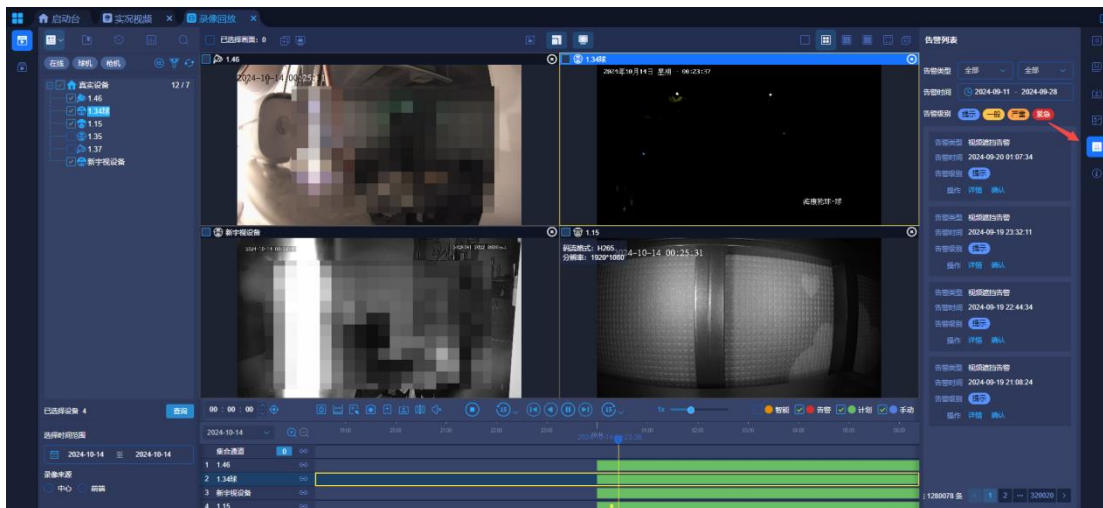 启动台 实况视频 × 录像回放 ×
已选择画面: 0
告警列表
在线 球机 枪机
真实设备 12 / 7
1.46
1.34球
1.15
1.35
1.37
新宇视设备
已选择设备 4 查询
选择时间范围
2024-10-14 至 2024-10-14
录像来源
中心 前端
1.46
1.34球
2024年10月14日 星期一 00:23:37
新宇视设备
1.15
码流格式: H265
分辨率: 1920*1080
2024-10-14 00:25:31
告警类型 全部 全部
告警时间 2024-09-11 - 2024-09-28
告警级别 提示 一般 严重 紧急
告警类型 视频遮挡告警
告警时间 2024-09-20 01:07:34
告警级别 提示
操作 详情 确认
告警类型 视频遮挡告警
告警时间 2024-09-19 23:32:11
告警级别 提示
操作 详情 确认
告警类型 视频遮挡告警
告警时间 2024-09-19 22:44:34
告警级别 提示
操作 详情 确认
告警类型 视频遮挡告警
告警时间 2024-09-19 21:08:24
告警级别 提示
操作 详情 确认
1280078 条 1 2 ··· 320020
00 : 00 : 00 1x 智能 告警 计划 手动
2024-10-14
集合通道 0
1 1.46
2 1.34球
3 新宇视设备
4 1.15